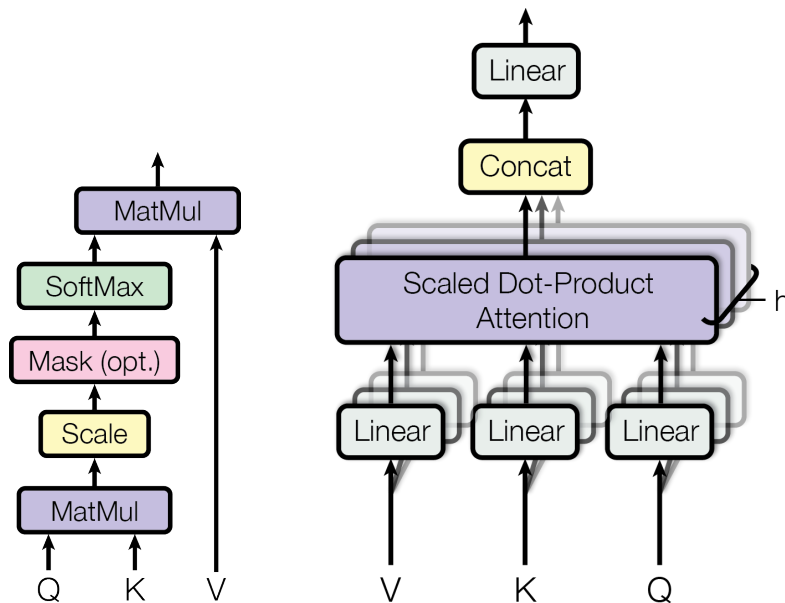 MatMul
SoftMax
Mask (opt.)
Scale
MatMul
Q K V
Linear
Concat
Scaled Dot-Product
Attention
h
Linear Linear Linear
V K Q